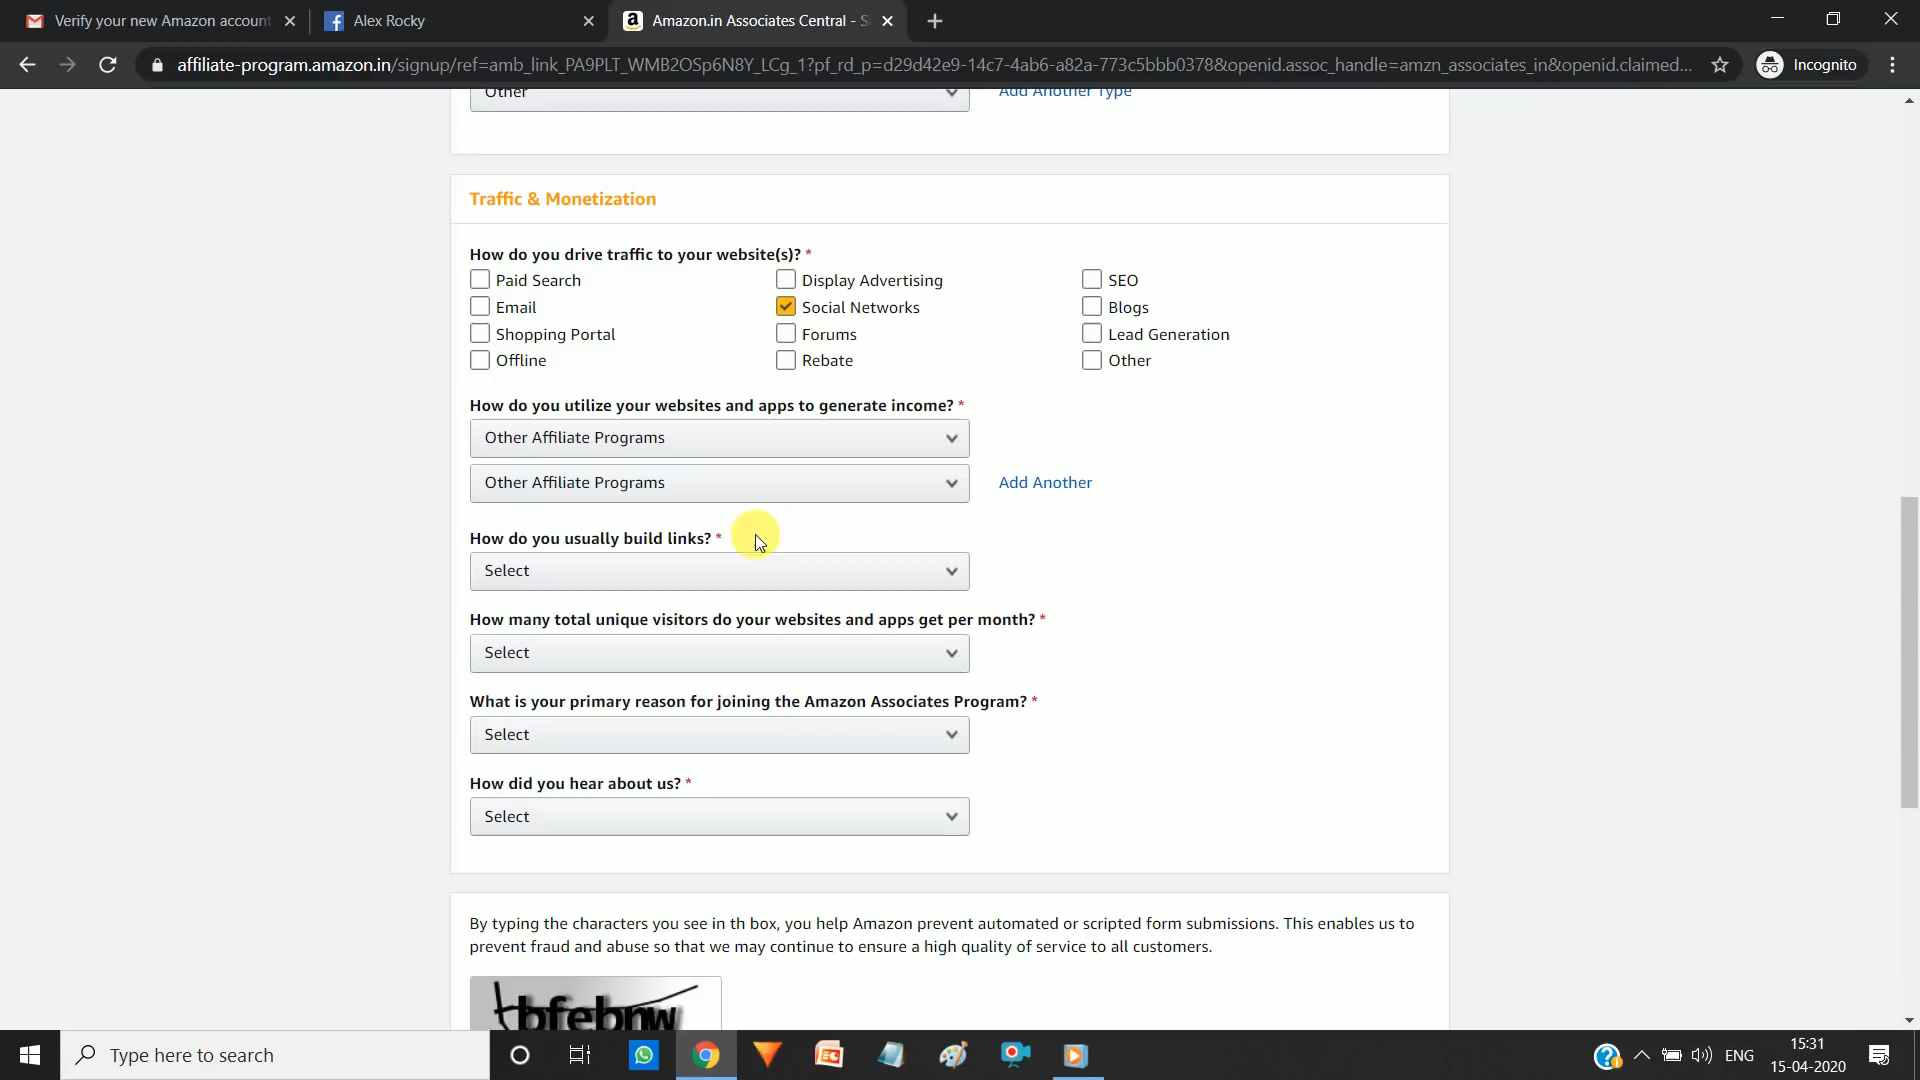 Verify your new Amazon account
Alex Rocky
Amazon.in Associates Central - S
affiliate-program.amazon.in/signup/ref=amb_link_PA9PLT_WMB2OSp6N8Y_LCg_1?pf_rd_p=d29d42e9-14c7-4ab6-a82a-773c5bbb0378&openid.assoc_handle=amzn_associates_in&openid.claimed...
Incognito
Other
Add Another Type
Traffic & Monetization
How do you drive traffic to your website(s)? *
Paid Search
Display Advertising
SEO
Email
Social Networks
Blogs
Shopping Portal
Forums
Lead Generation
Offline
Rebate
Other
How do you utilize your websites and apps to generate income? *
Other Affiliate Programs
Other Affiliate Programs
Add Another
How do you usually build links? *
Select
How many total unique visitors do your websites and apps get per month? *
Select
What is your primary reason for joining the Amazon Associates Program? *
Select
How did you hear about us? *
Select
By typing the characters you see in th box, you help Amazon prevent automated or scripted form submissions. This enables us to
prevent fraud and abuse so that we may continue to ensure a high quality of service to all customers.
bfebnw
Type here to search
ENG
15:31
15-04-2020